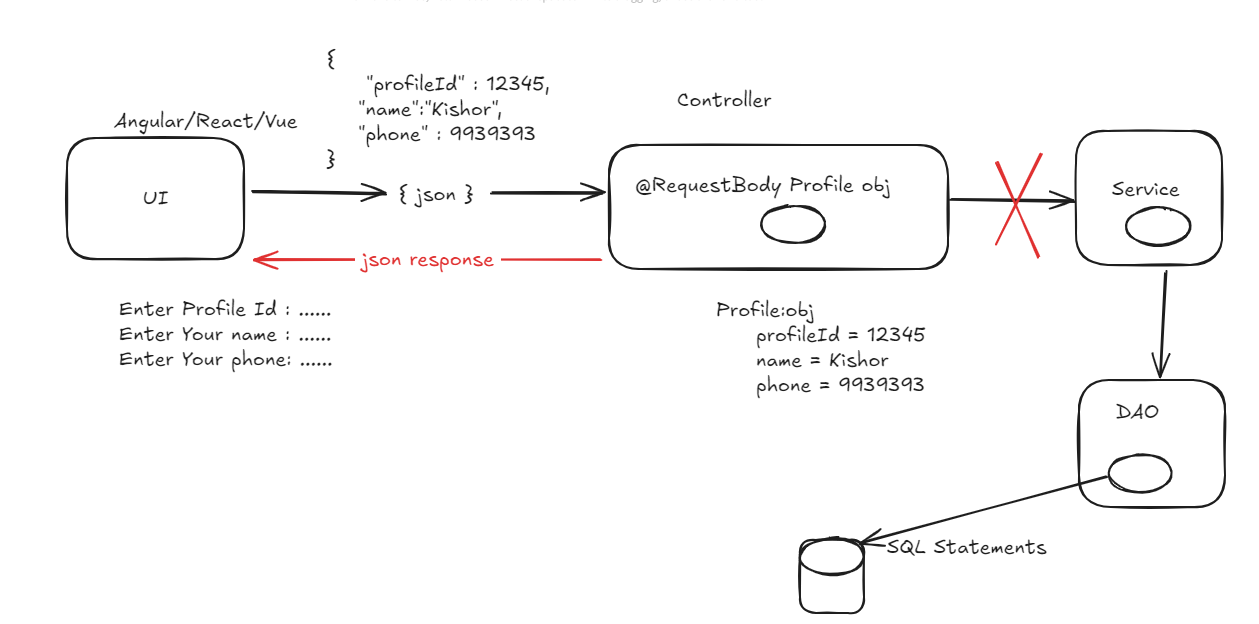 {
"profileId" : 12345,
"name":"Kishor",
"phone" : 9939393
}
Angular/React/Vue
Controller
UI
{ json }
@RequestBody Profile obj
Service
json response
Enter Profile Id : ......
Enter Your name : ......
Enter Your phone: ......
Profile:obj
profileId = 12345
name = Kishor
phone = 9939393
DAO
SQL Statements